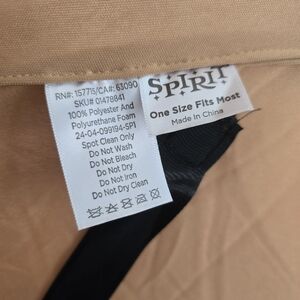 RN#: 157715/CA#: 63090
SKU# 01478841
100% Polyester And
Polyurethane Foam
24-04-099194-SP1
Spot Clean Only
Do Not Wash
Do Not Bleach
Do Not Dry
Do Not Iron
Do Not Dry Clean
SPIRIT
One Size Fits Most
Made In China